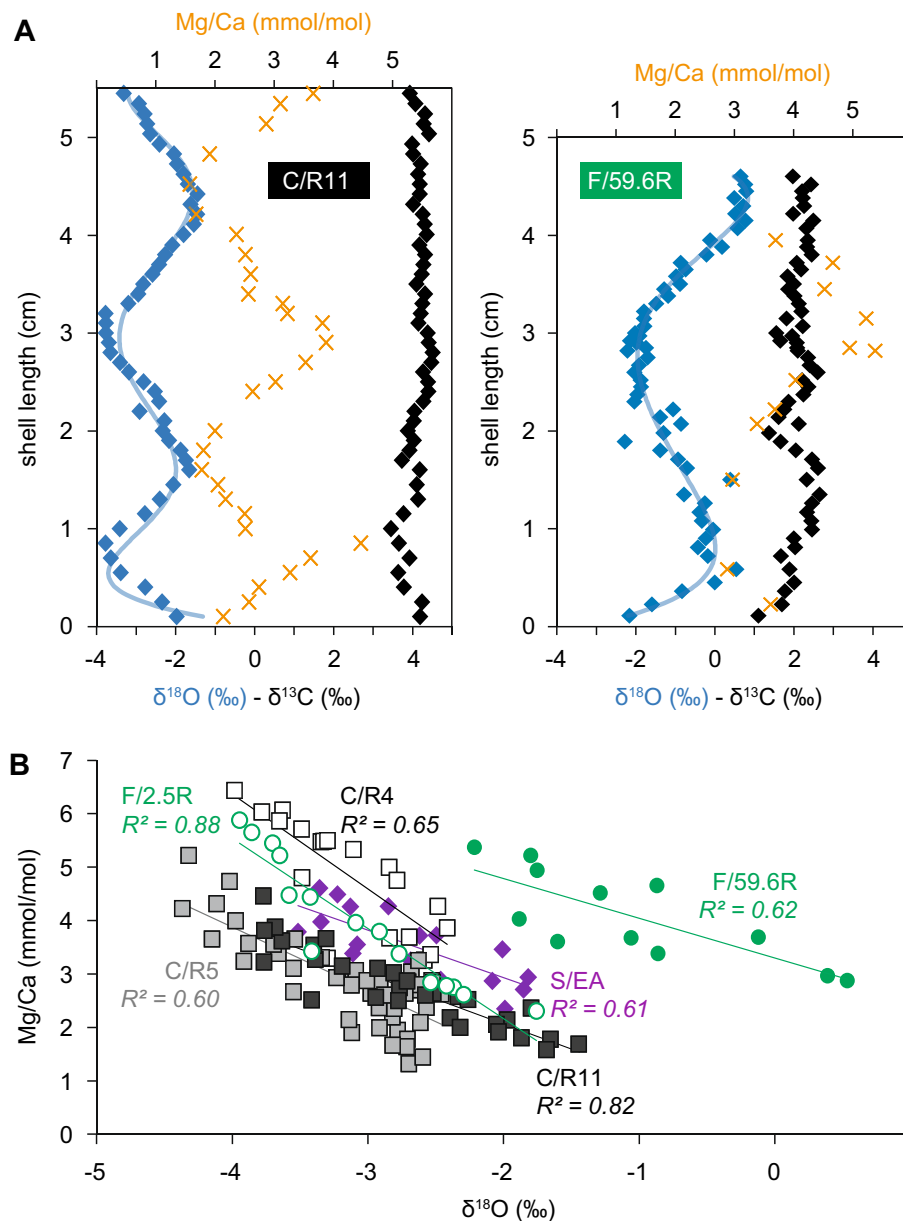 A
Mg/Ca (mmol/mol)
1 2 3 4 5
shell length (cm)
5
4
3
2
1
0
C/R11
-4 -2 0 2 4
δ¹⁸O (‰) - δ¹³C (‰)
Mg/Ca (mmol/mol)
1 2 3 4 5
shell length (cm)
5
4
3
2
1
0
F/59.6R
-4 -2 0 2 4
δ¹⁸O (‰) - δ¹³C (‰)
B
Mg/Ca (mmol/mol)
7
6
5
4
3
2
1
0
F/2.5R
R² = 0.88
C/R4
R² = 0.65
F/59.6R
R² = 0.62
C/R5
R² = 0.60
S/EA
R² = 0.61
C/R11
R² = 0.82
-5 -4 -3 -2 -1 0
δ¹⁸O (‰)